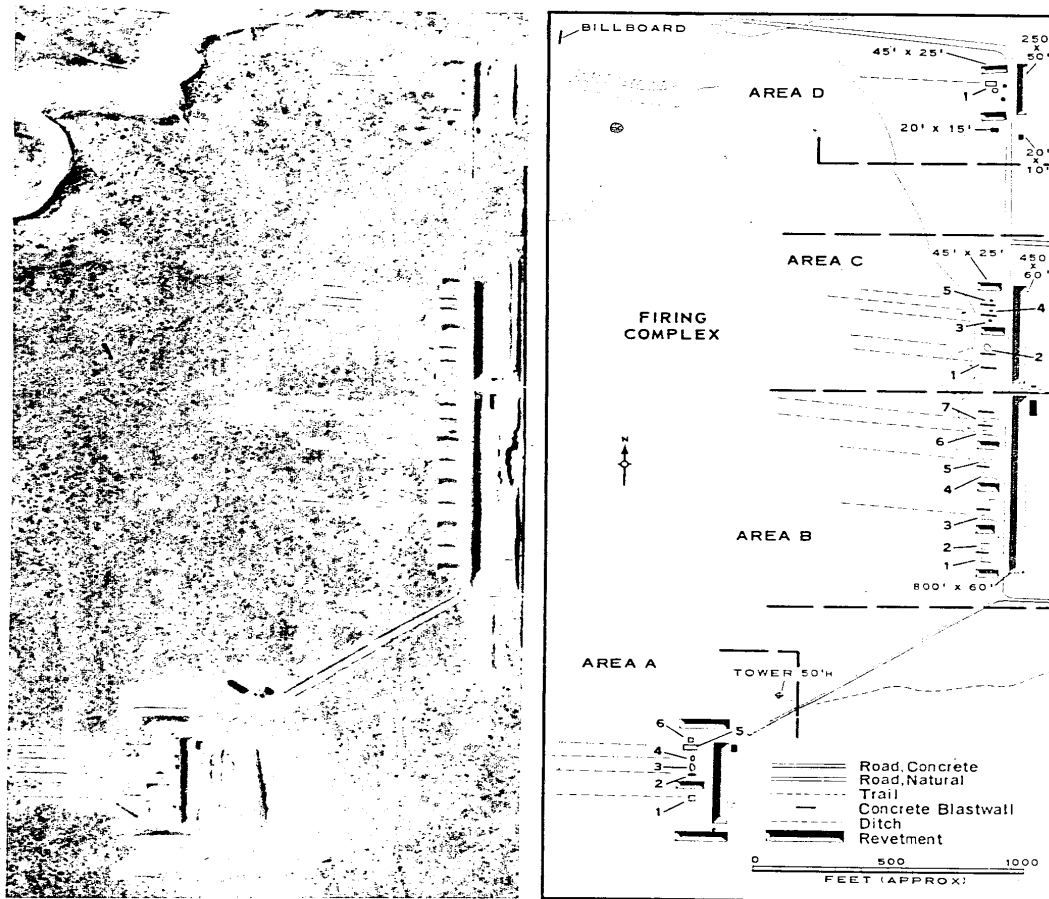 BILLBOARD
45' X 25'
250
X
50'
AREA D
1
20' X 15'
20'
X
10'
AREA C
45' X 25'
450
X
60'
5
4
3
2
1
FIRING
COMPLEX
7
6
N
5
4
3
AREA B
2
1
800' X 60'
AREA A
TOWER 50'H
6
5
4
3
2
1
Road, Concrete
Road, Natural
Trail
Concrete Blastwall
Ditch
Revetment
0 500 1000
FEET (APPROX)